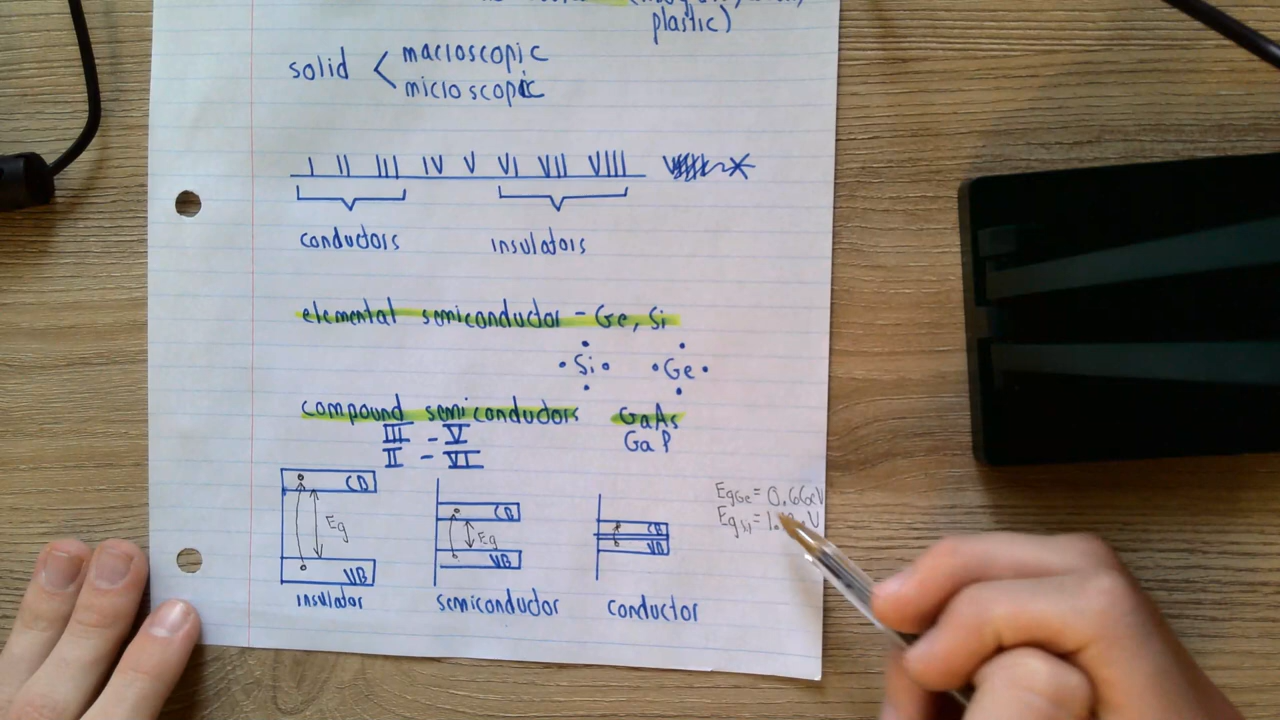 plastic)
solid < macroscopic
microscopic
I II III IV V VI VII VIII
conductors insulators
elemental semiconductor - Ge, Si
Si Ge
compound semiconductors GaAs
III - V GaP
II - VI
CB
Eg
VB
insulator
CB
Eg
VB
semiconductor
CB
VB
conductor
EgGe = 0.66eV
EgSi =